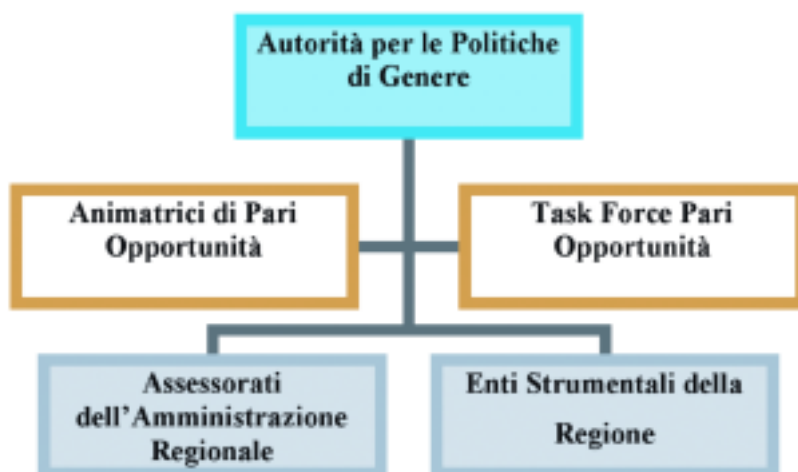 Autorità per le Politiche
di Genere
Animatrici di Pari
Opportunità
Task Force Pari
Opportunità
Assessorati
dell’Amministrazione
Regionale
Enti Strumentali della
Regione